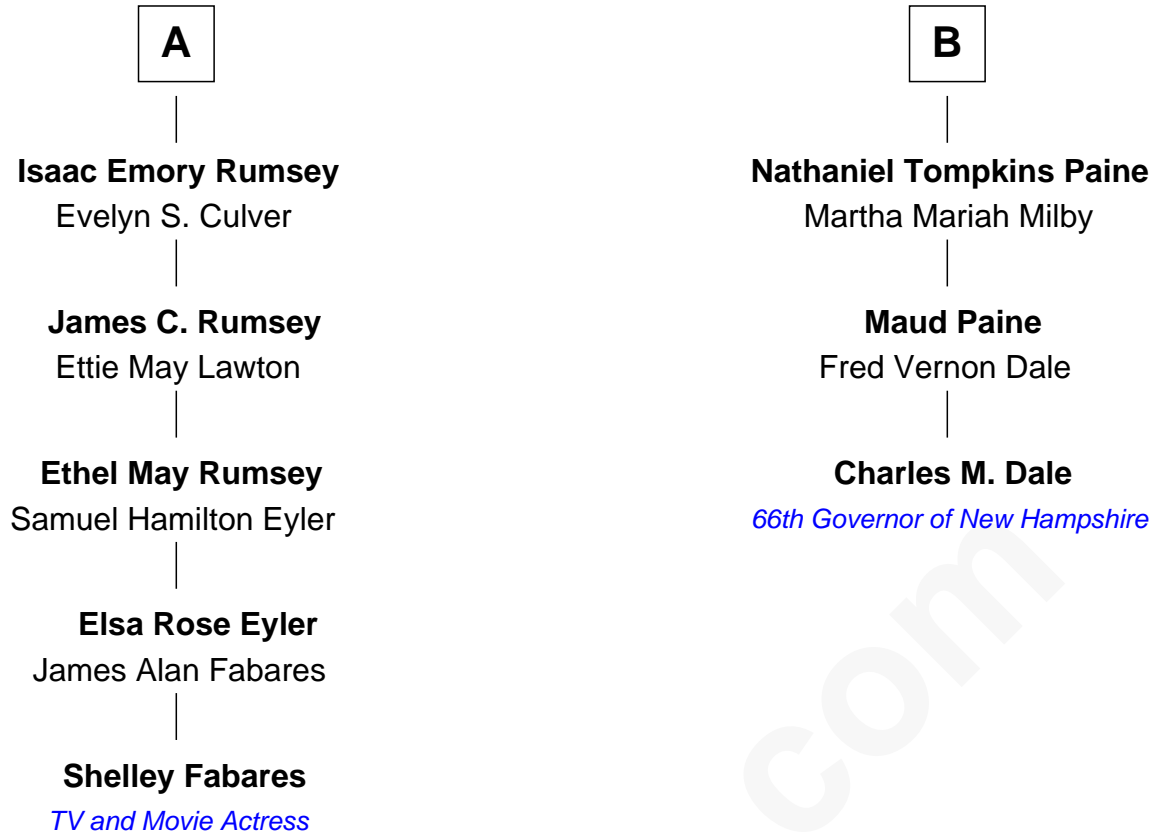 A
Isaac Emory Rumsey
Evelyn S. Culver
James C. Rumsey
Ettie May Lawton
Ethel May Rumsey
Samuel Hamilton Eyler
Elsa Rose Eyler
James Alan Fabares
Shelley Fabares
TV and Movie Actress
B
Nathaniel Tompkins Paine
Martha Mariah Milby
Maud Paine
Fred Vernon Dale
Charles M. Dale
66th Governor of New Hampshire
com